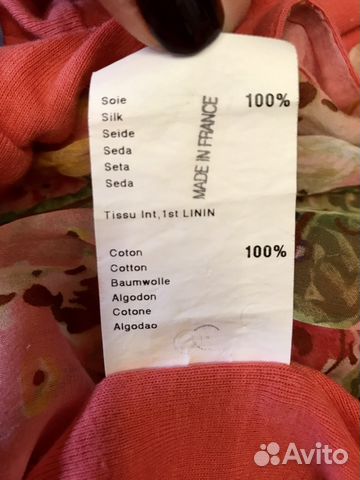 Soie 100%
Silk
Seide
Seda
Seta
Seda
MADE IN FRANCE
Tissu Int,1st LININ
Coton 100%
Cotton
Baumwolle
Algodon
Cotone
Algodao
Avito